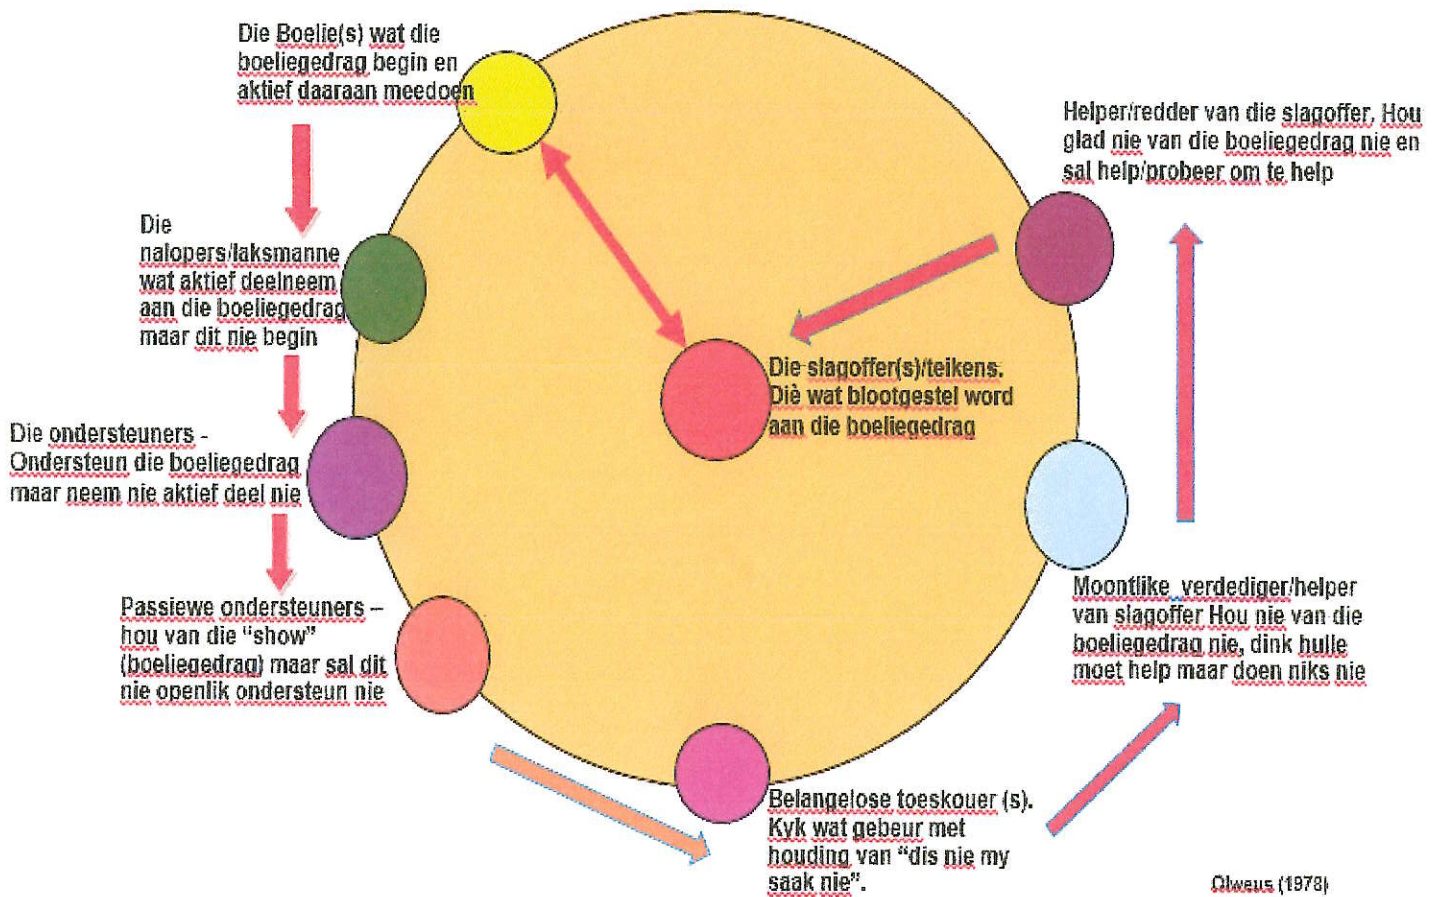 Die Boelie(s) wat die
boeliegedrag begin en
aktief daaraan meedoen
Die
nalopers/laksmanne
wat aktief deelneem
aan die boeliegedrag
maar dit nie begin
Die ondersteuners -
Ondersteun die boeliegedrag
maar neem nie aktief deel nie
Passiewe ondersteuners –
hou van die “show”
(boeliegedrag) maar sal dit
nie openlik ondersteun nie
Belangelose toeskouer (s).
Kyk wat gebeur met
houding van “dis nie my
saak nie”.
Moontlike verdediger/helper
van slagoffer Hou nie van die
boeliegedrag nie, dink hulle
moet help maar doen niks nie
Helper/redder van die slagoffer, Hou
glad nie van die boeliegedrag nie en
sal help/probeer om te help
Die slagoffer(s)/teikens.
Diè wat blootgestel word
aan die boeliegedrag
Olweus (1978)